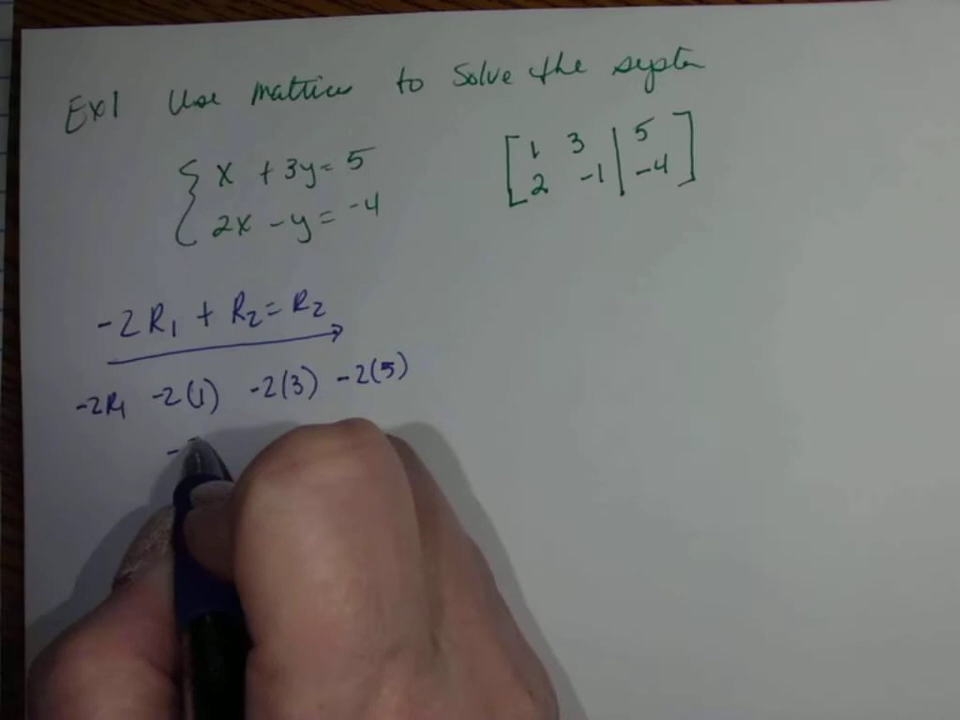 Ex1 Use matrices to Solve the system
x + 3y = 5
2x - y = -4
[1 3 | 5]
[2 -1 | -4]
-2R₁ + R₂ = R₂
-2R₁ -2(1) -2(3) -2(5)
-